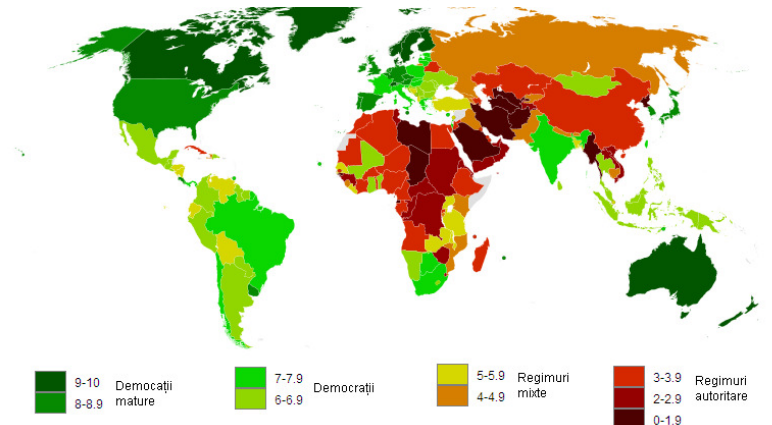 9-10
8-8.9
Democații
mature
7-7.9
6-6.9
Democrații
5-5.9
4-4.9
Regimuri
mixte
3-3.9
2-2.9
0-1.9
Regimuri
autoritare